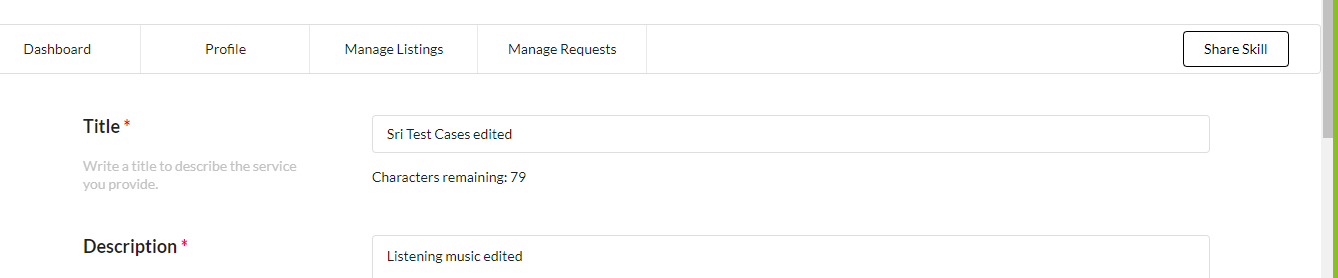 Dashboard Profile Manage Listings Manage Requests Share Skill
Title *
Sri Test Cases edited
Write a title to describe the service
you provide.
Characters remaining: 79
Description *
Listening music edited